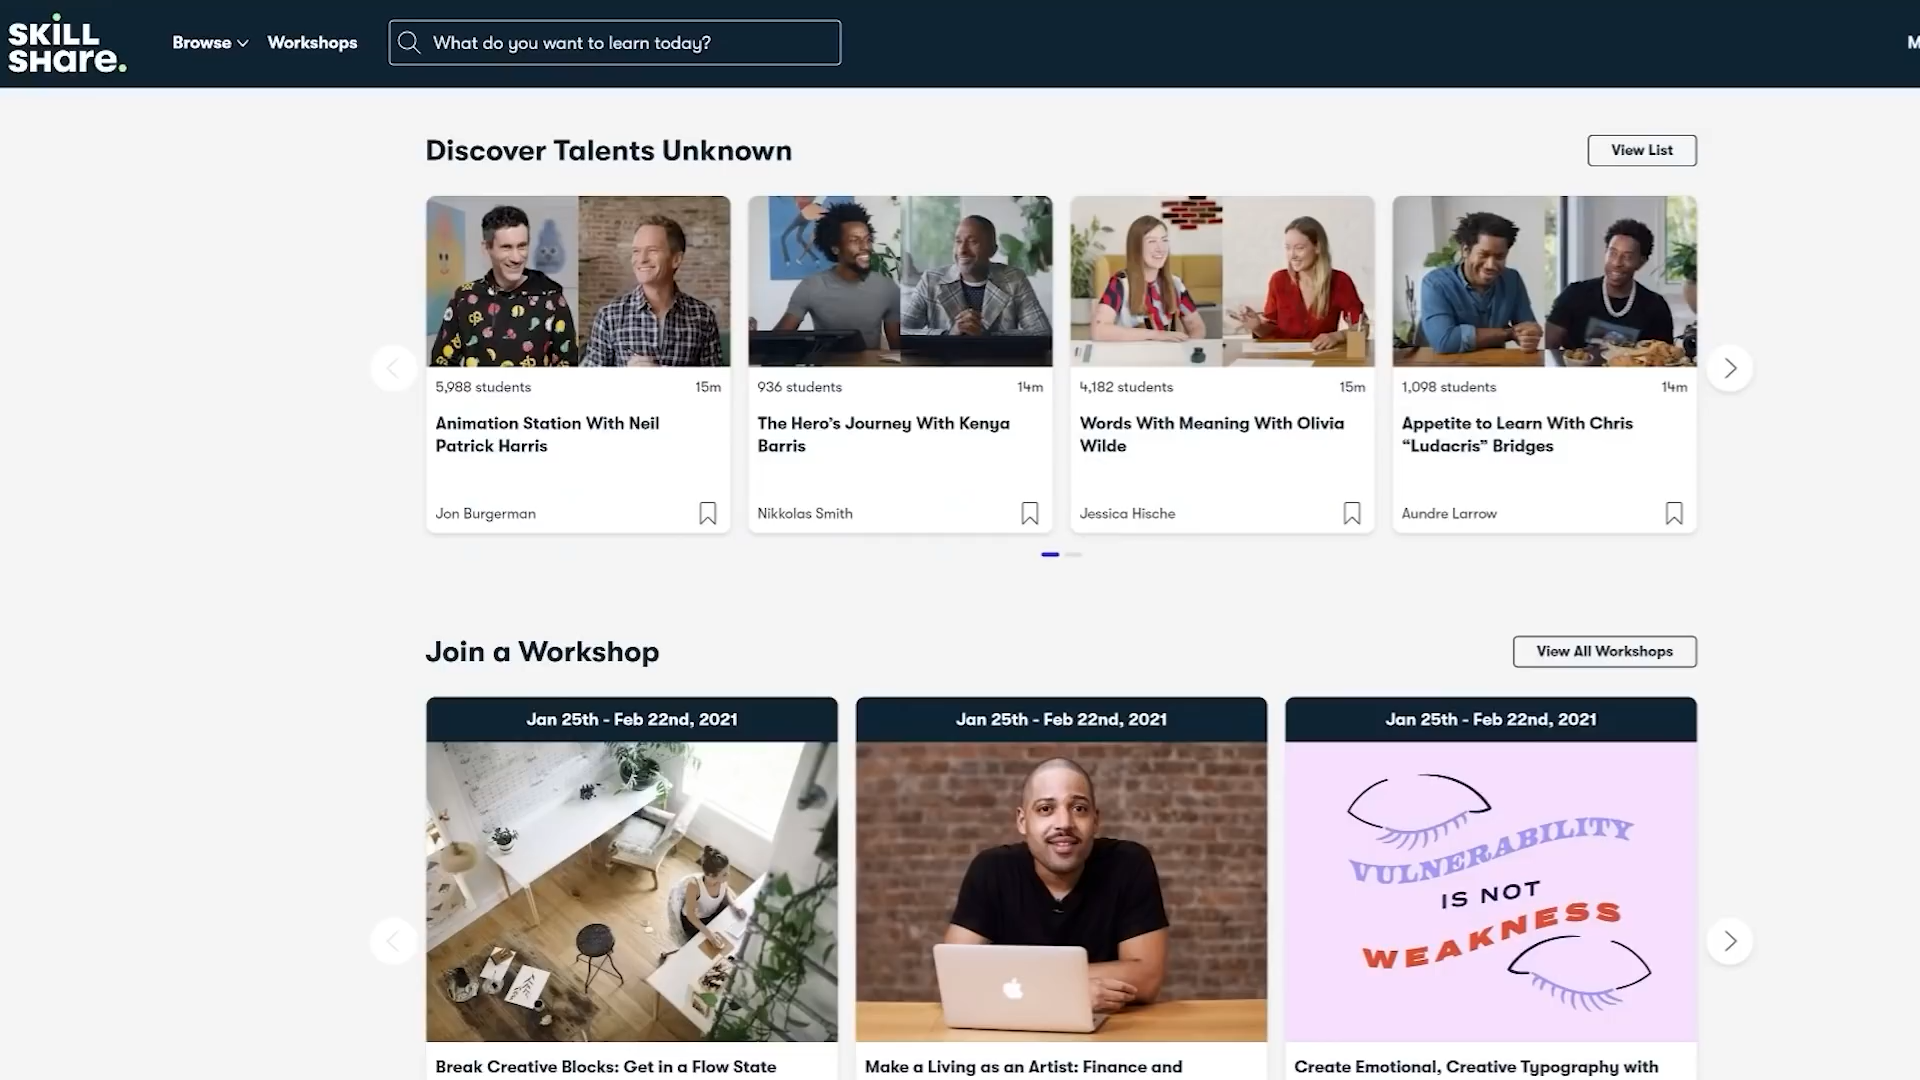 SKILL
SHare.
Browse
Workshops
What do you want to learn today?
M
Discover Talents Unknown
View List
5,988 students
15m
Animation Station With Neil
Patrick Harris
Jon Burgerman
936 students
14m
The Hero's Journey With Kenya
Barris
Nikkolas Smith
4,182 students
15m
Words With Meaning With Olivia
Wilde
Jessica Hische
1,098 students
14m
Appetite to Learn With Chris
“Ludacris” Bridges
Aundre Larrow
Join a Workshop
View All Workshops
Jan 25th - Feb 22nd, 2021
Break Creative Blocks: Get in a Flow State
Jan 25th - Feb 22nd, 2021
Make a Living as an Artist: Finance and
Jan 25th - Feb 22nd, 2021
VULNERABILITY
IS NOT
WEAKNESS
Create Emotional, Creative Typography with